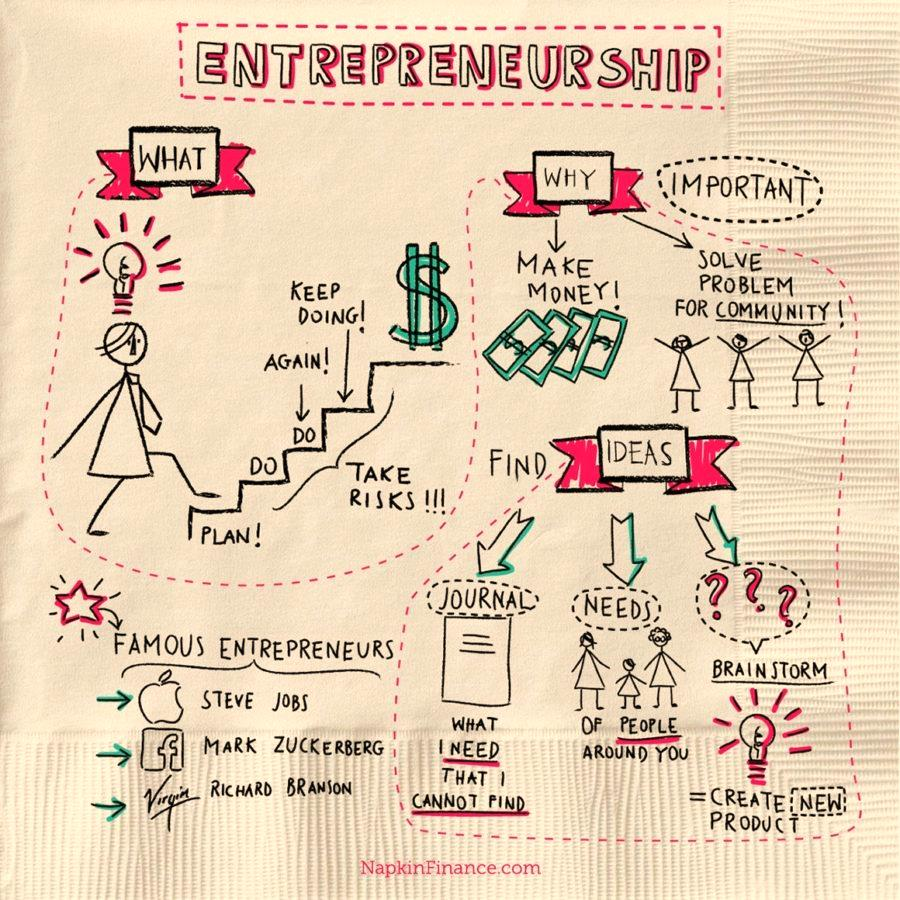 ENTREPRENEURSHIP
WHAT
KEEP
DOING!
AGAIN!
DO
DO
PLAN!
TAKE
RISKS!!!
$
WHY
IMPORTANT
MAKE
MONEY!
SOLVE
PROBLEM
FOR COMMUNITY!
FIND IDEAS
JOURNAL
WHAT
I NEED
THAT I
CANNOT FIND
NEEDS
OF PEOPLE
AROUND YOU
? ? ?
BRAINSTORM
= CREATE NEW
PRODUCT
FAMOUS ENTREPRENEURS
STEVE JOBS
f MARK ZUCKERBERG
Virgin RICHARD BRANSON
NapkinFinance.com